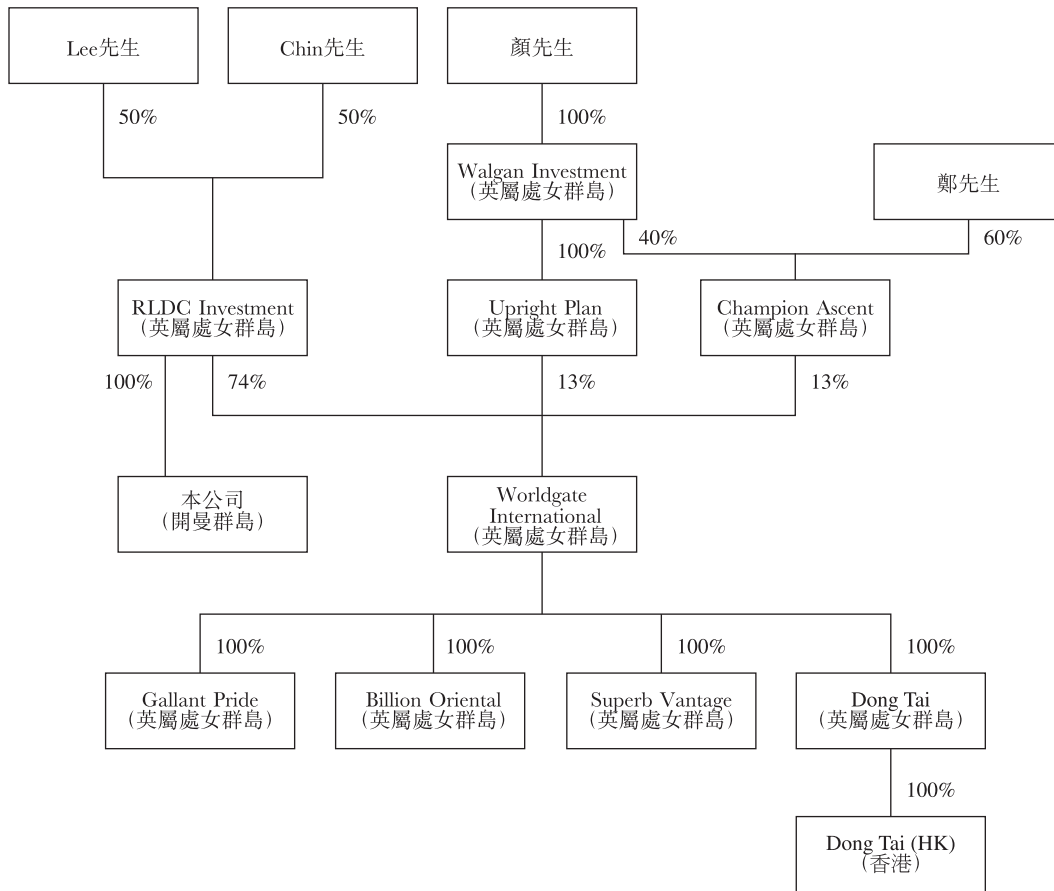 Lee先生
Chin先生
顏先生
50%
50%
100%
Walgan Investment
(英屬處女群島)
鄭先生
40%
60%
100%
RLDC Investment
(英屬處女群島)
Upright Plan
(英屬處女群島)
Champion Ascent
(英屬處女群島)
100%
74%
13%
13%
本公司
(開曼群島)
Worldgate
International
(英屬處女群島)
100%
100%
100%
100%
Gallant Pride
(英屬處女群島)
Billion Oriental
(英屬處女群島)
Superb Vantage
(英屬處女群島)
Dong Tai
(英屬處女群島)
100%
Dong Tai (HK)
(香港)